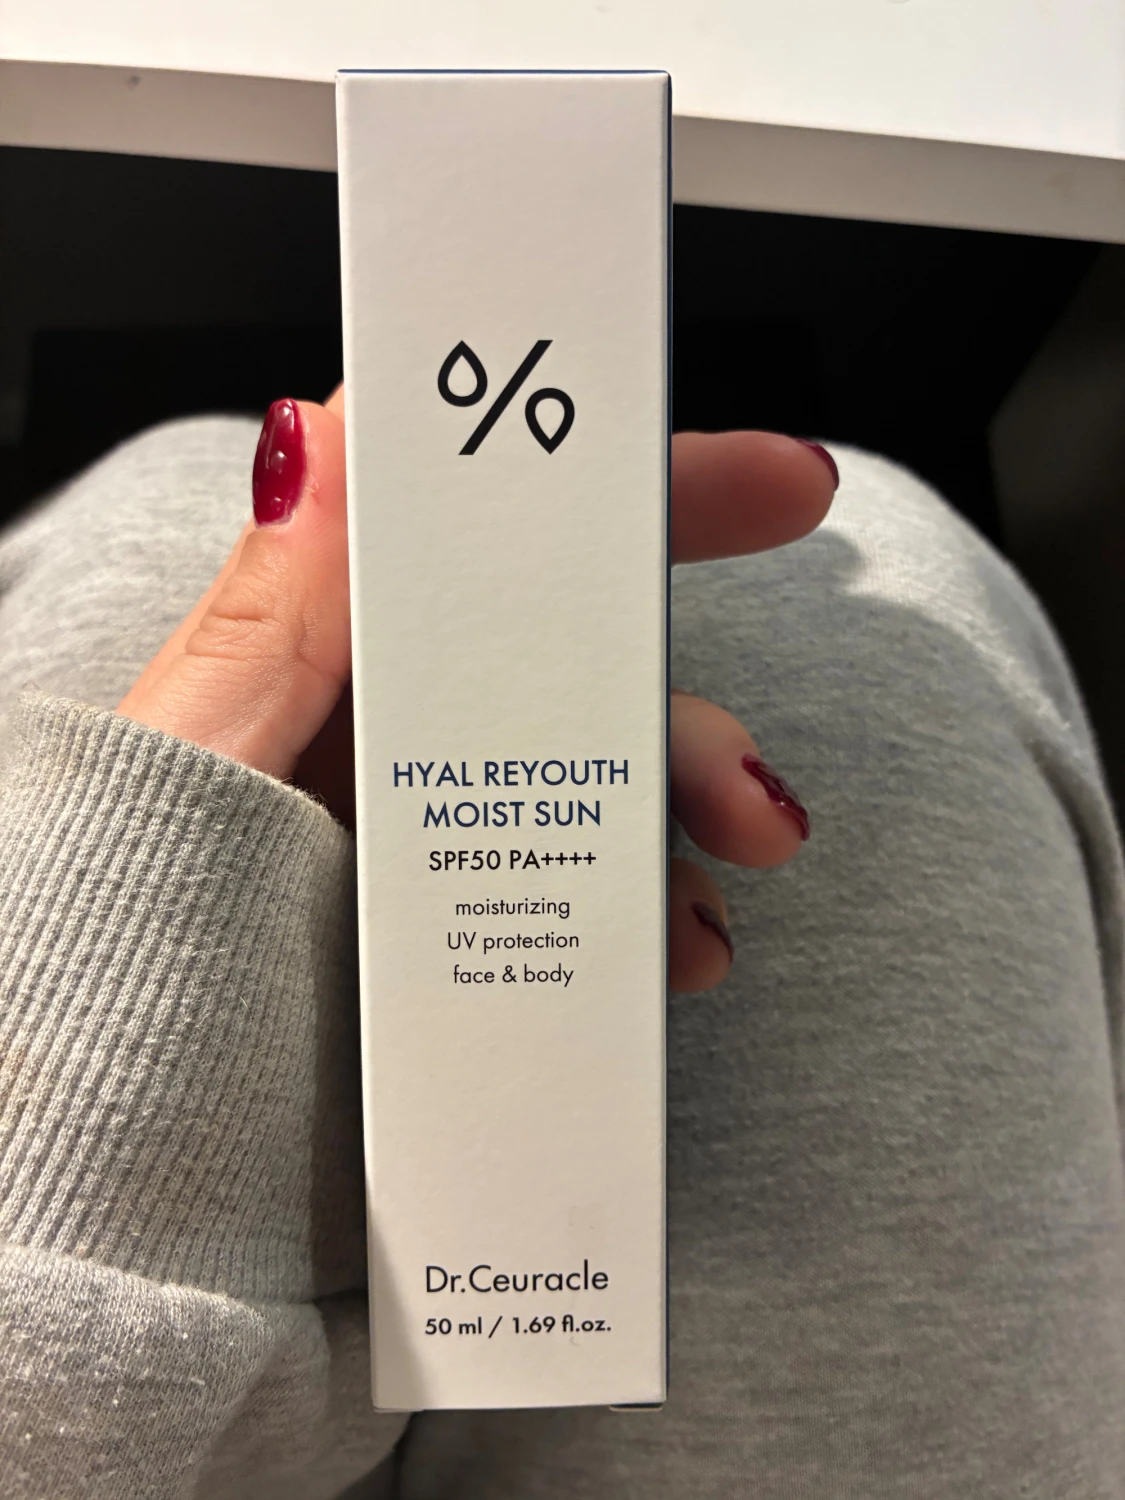 HYAL REYOUTH
MOIST SUN
SPF50 PA++++
moisturizing
UV protection
face & body
Dr.Ceuracle
50 ml / 1.69 fl.oz.